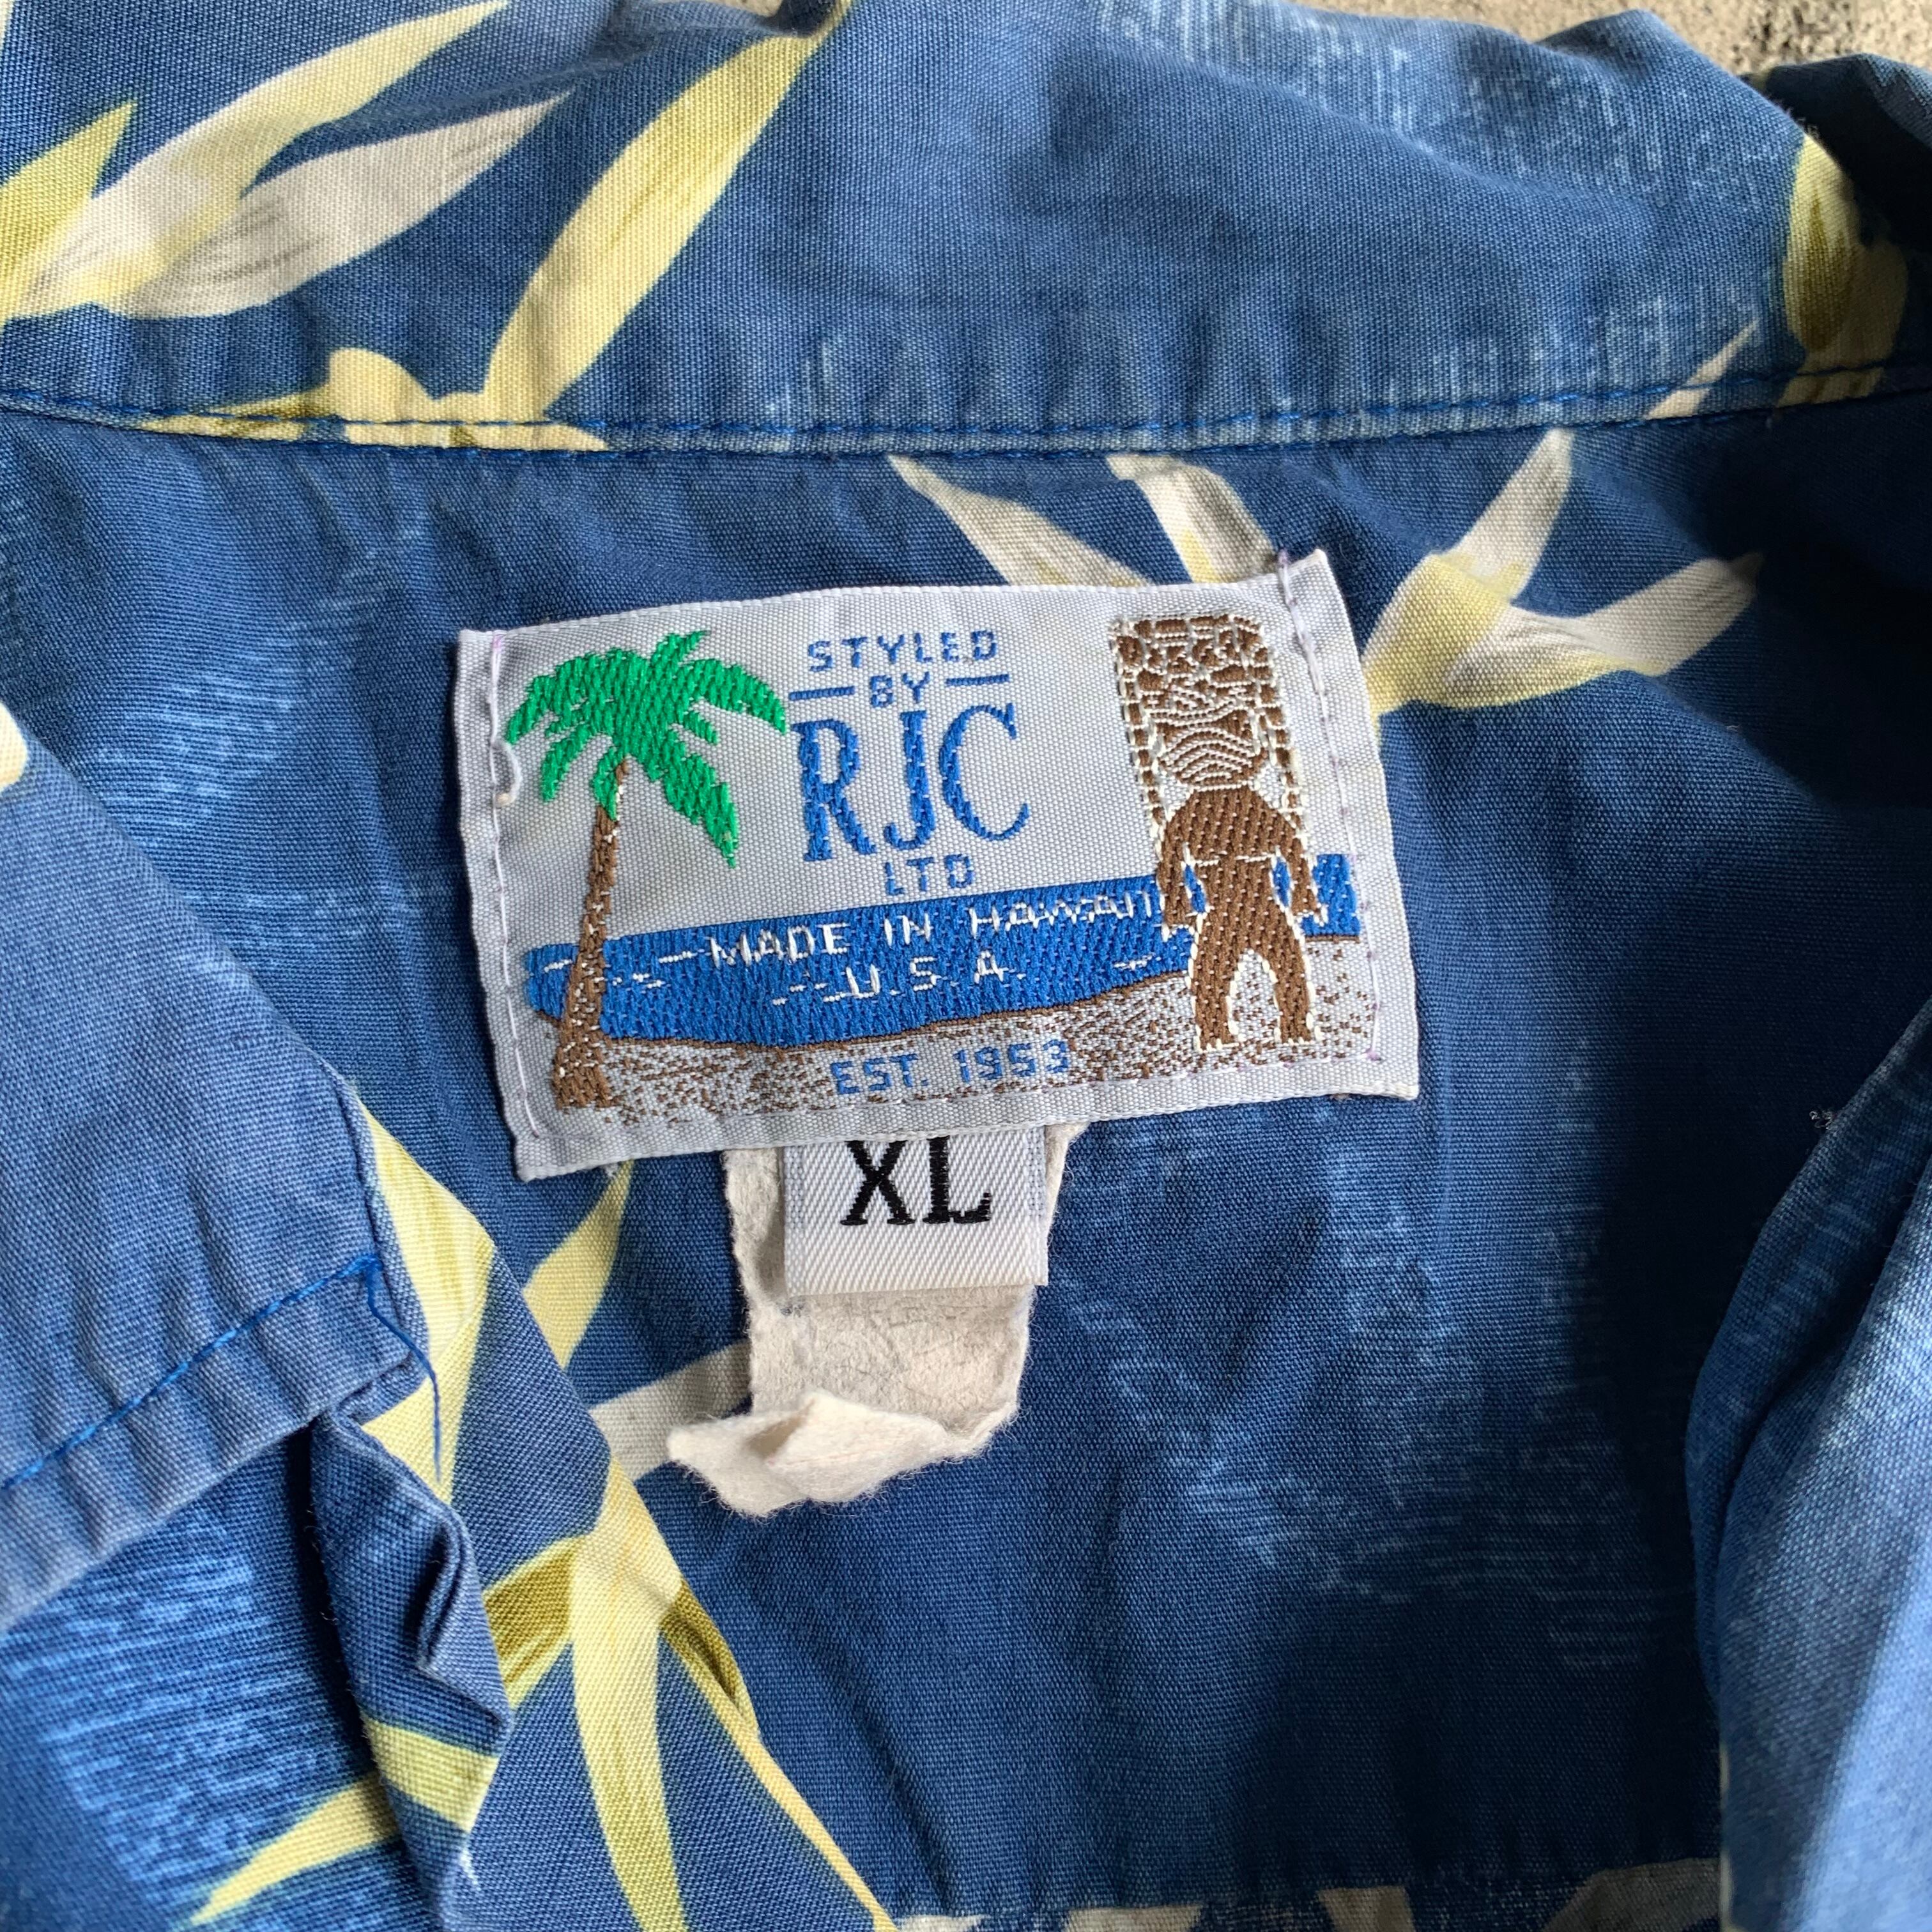 STYLED
BY
RJC
LTD
MADE IN HAWAII
U.S.A.
EST. 1953
XL